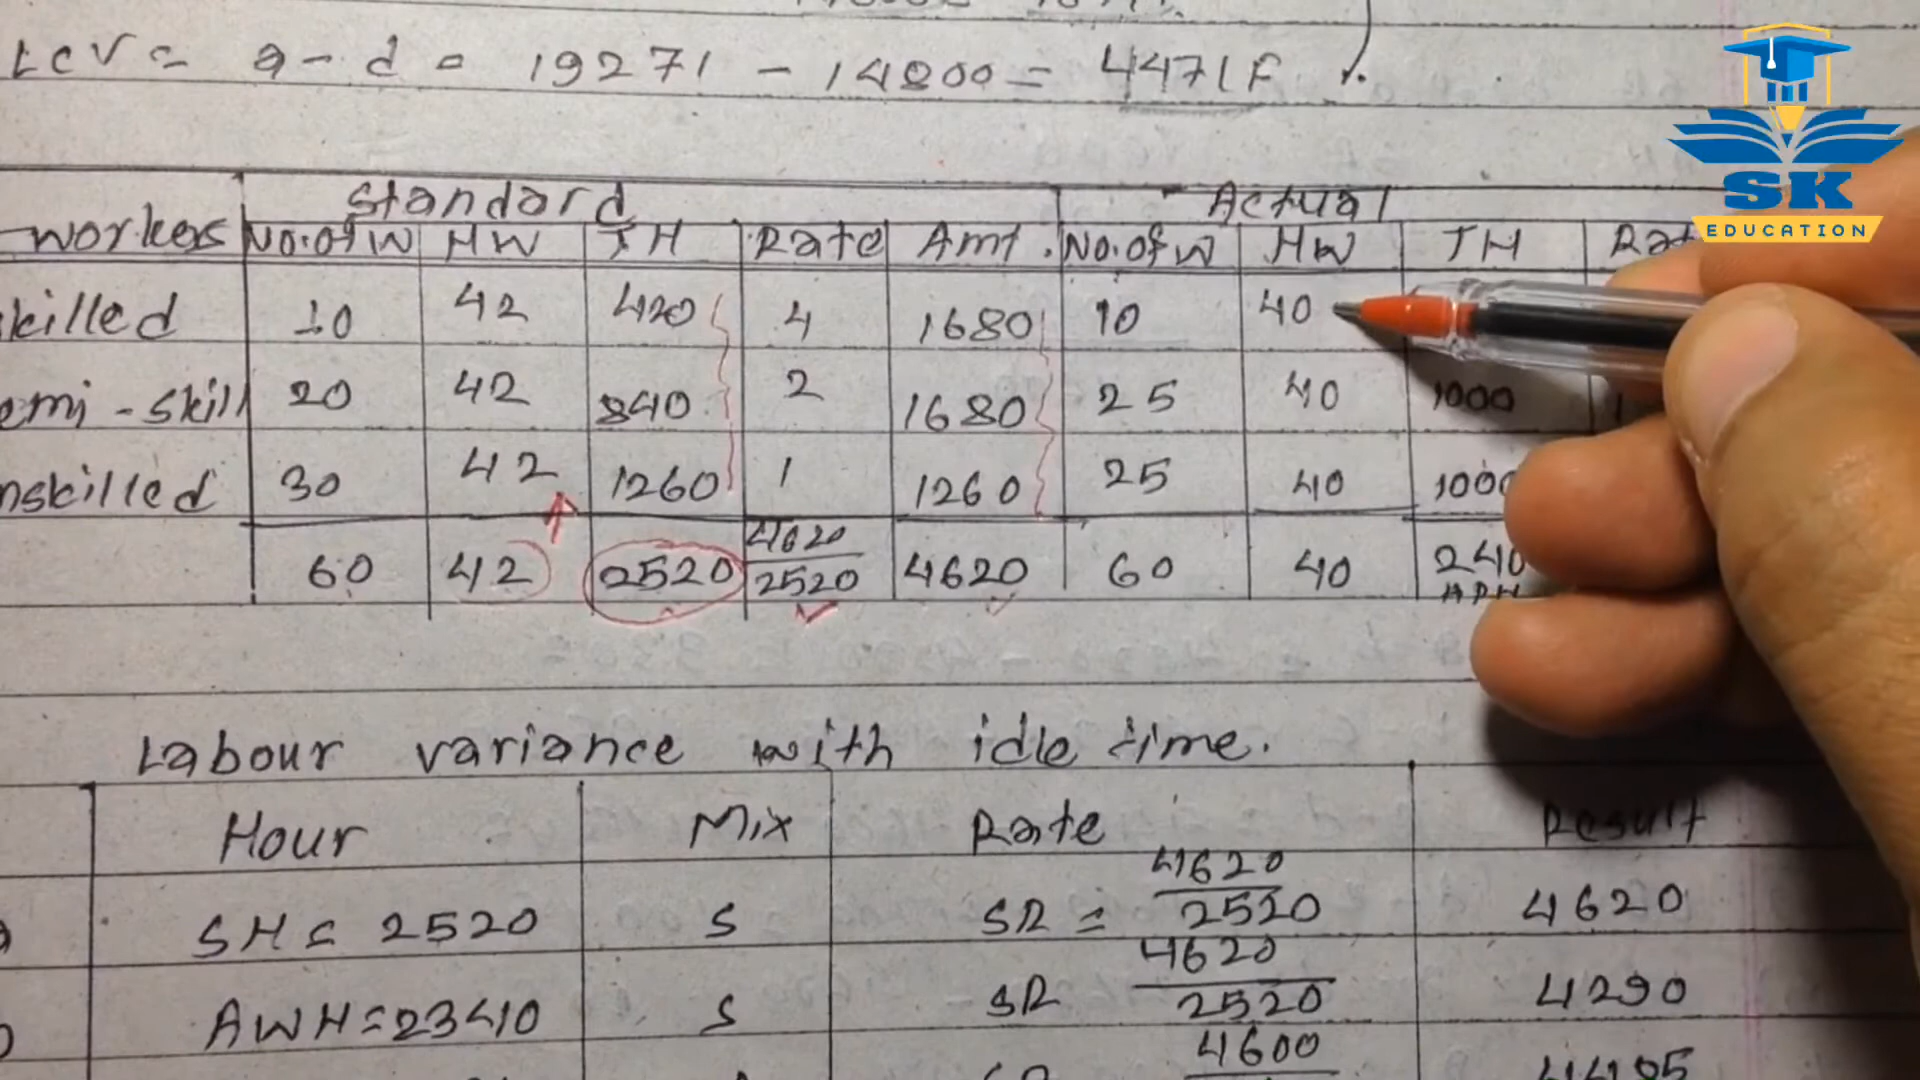 LCV = a - d = 19271 - 14800 = 4471F
SK
EDUCATION
Standard Actual
workers No.of W HW TH Rate Amt. No.of W HW TH Rat
killed 10 42 420 4 1680 10 40
emi - skill 20 42 840 2 1680 25 40 1000
nskilled 30 42 1260 1 1260 25 40 1000
60 42 2520 4620/2520 4620 60 40 240
Labour variance with idle time.
Hour Mix Rate Result
SH = 2520 S SR = 4620/2520 4620
AWH = 2340 S SR 4620/2520 4290
4600